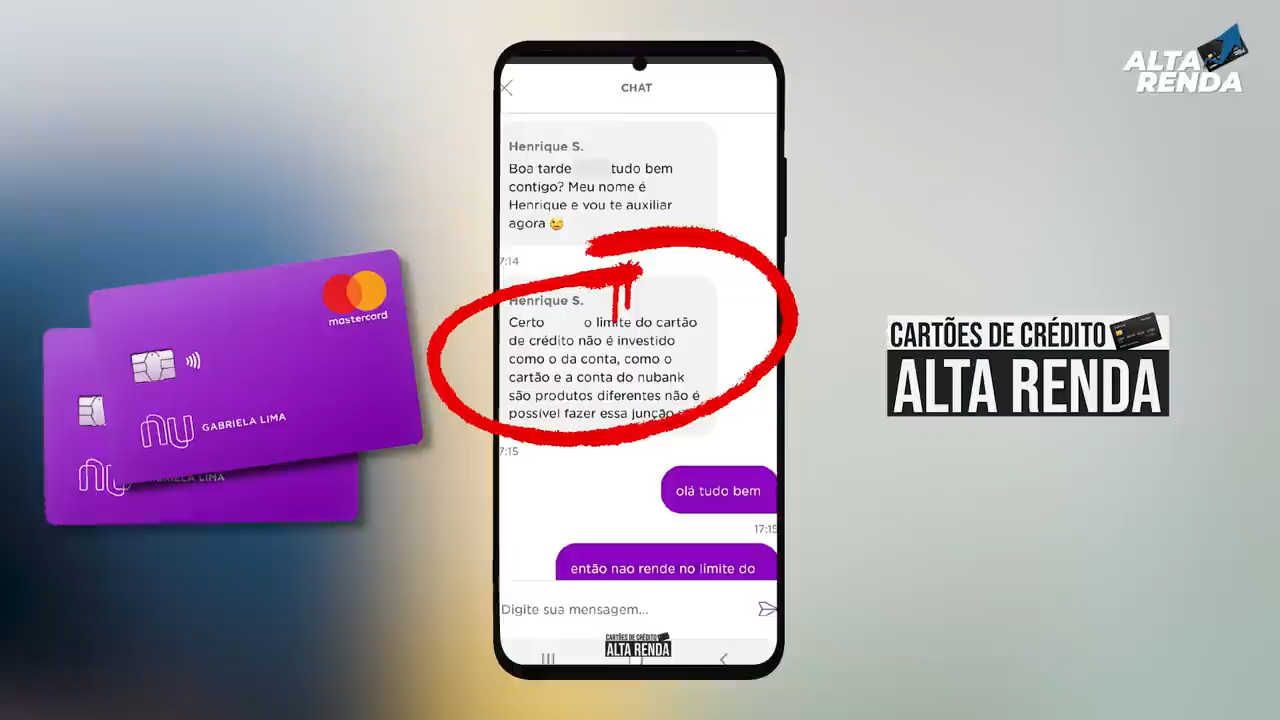 ALTA
RENDA
CHAT
Henrique S.
Boa tarde tudo bem
contigo? Meu nome é
Henrique e vou te auxiliar
agora 😉
7:14
Henrique S.
Certo o limite do cartão
de crédito não é investido
como o da conta, como o
cartão e a conta do nubank
são produtos diferentes não é
possível fazer essa junção
7:15
olá tudo bem
17:15
então nao rende no limite do
Digite sua mensagem...
CARTÕES DE CRÉDITO
ALTA RENDA
mastercard
nu
GABRIELA LIMA
nu
LIMA
CARTÕES DE CRÉDITO
ALTA RENDA